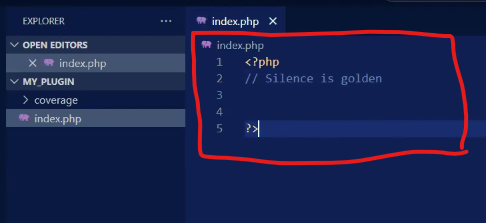 EXPLORER
...
OPEN EDITORS
index.php
MY_PLUGIN
coverage
index.php
index.php
index.php
1 <?php
2 // Silence is golden
3
4
5 ?>